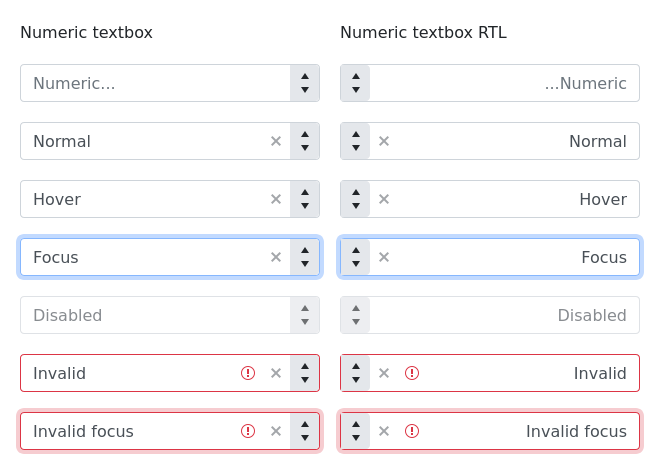 Numeric textbox
Numeric textbox RTL
Numeric...
...Numeric
Normal
Normal
Hover
Hover
Focus
Focus
Disabled
Disabled
Invalid
Invalid
Invalid focus
Invalid focus